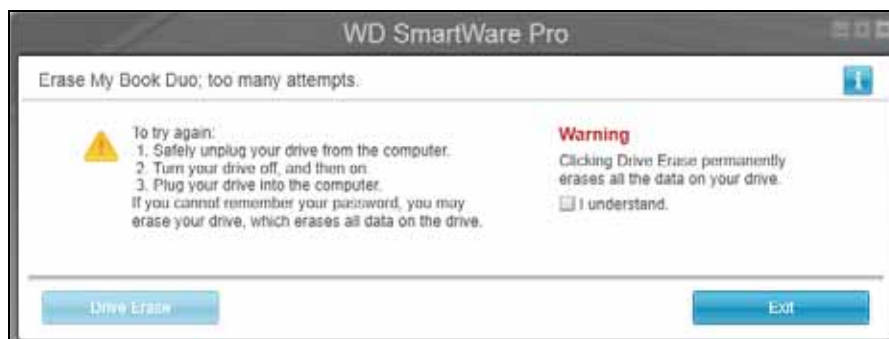 WD SmartWare Pro
Erase My Book Duo; too many attempts.
To try again:
1. Safely unplug your drive from the computer.
2. Turn your drive off, and then on.
3. Plug your drive into the computer.
If you cannot remember your password, you may
erase your drive, which erases all data on the drive.
Warning
Clicking Drive Erase permanently
erases all the data on your drive.
I understand.
Drive Erase
Exit